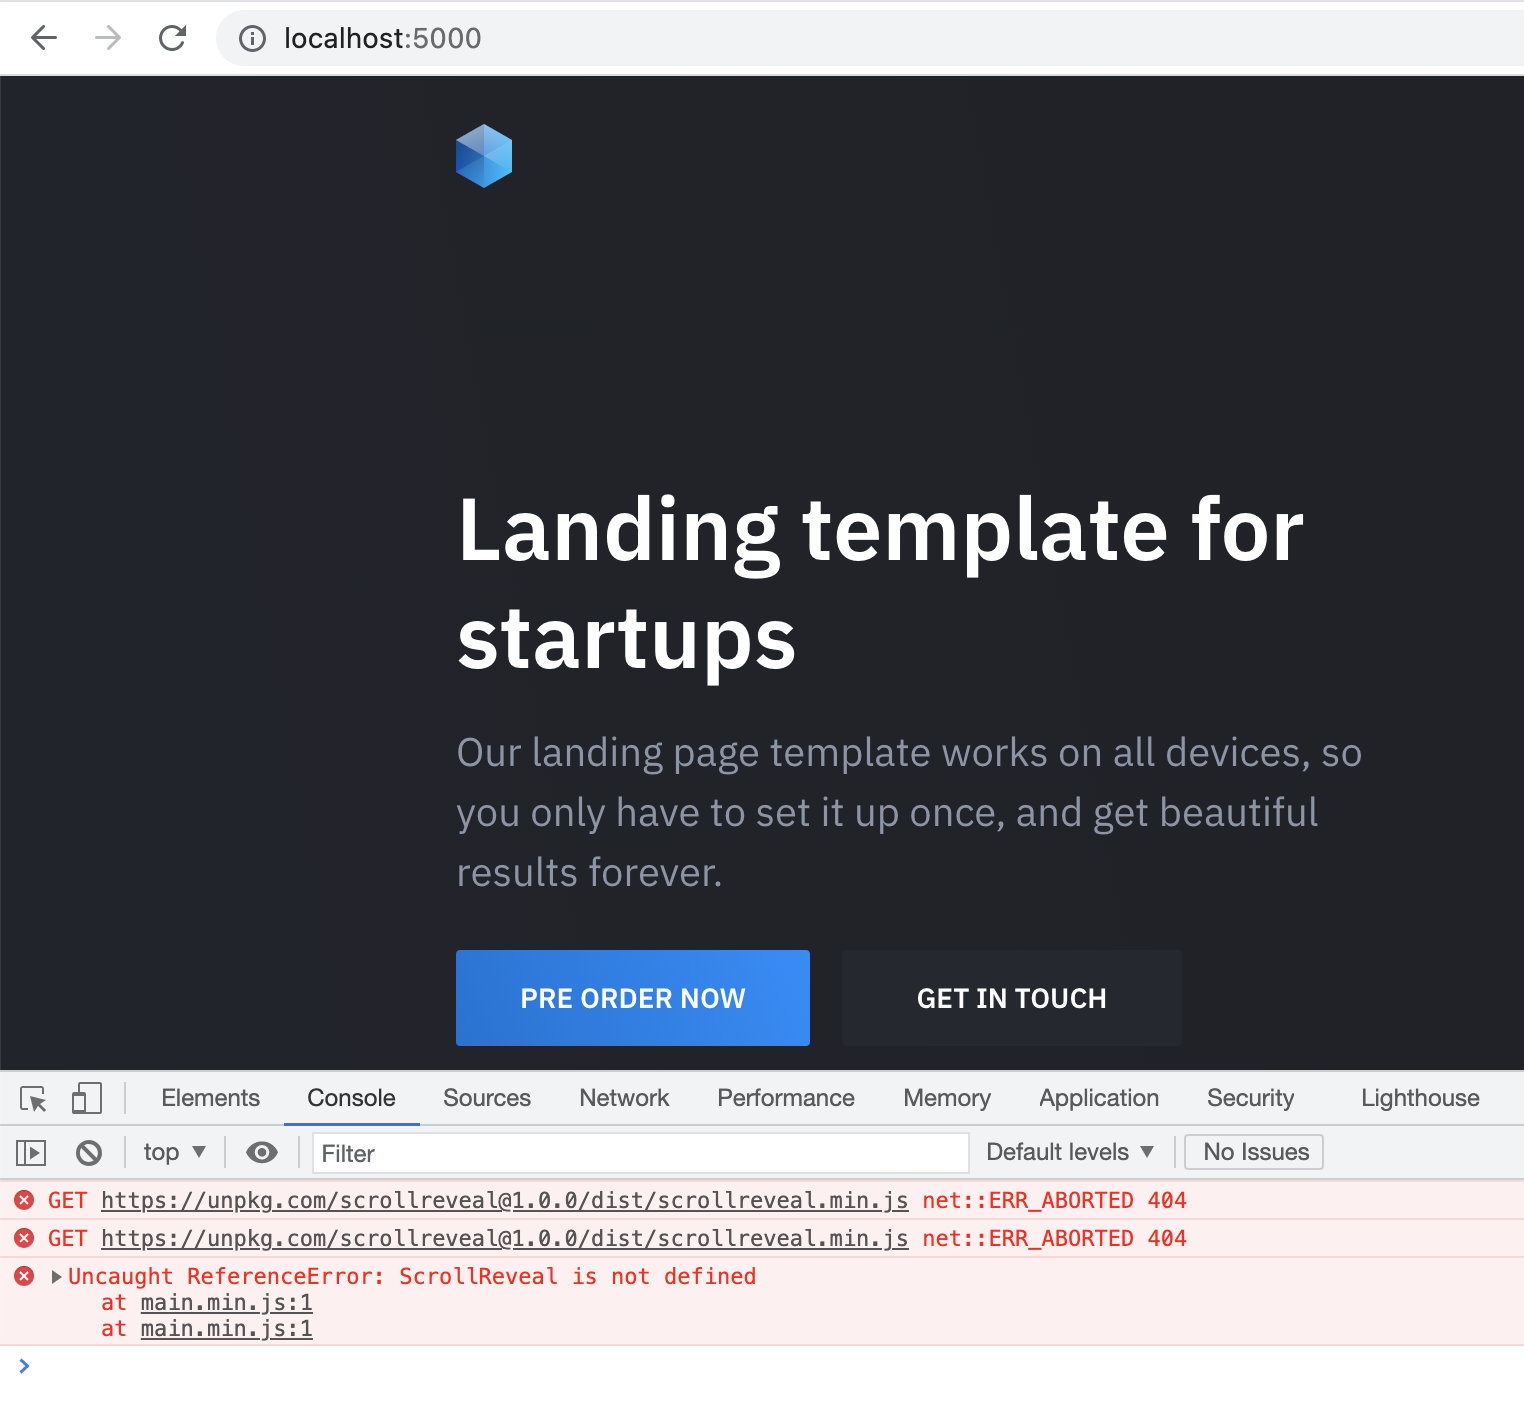 localhost:5000
Landing template for
startups
Our landing page template works on all devices, so
you only have to set it up once, and get beautiful
results forever.
PRE ORDER NOW GET IN TOUCH
Elements Console Sources Network Performance Memory Application Security Lighthouse
top ▼ Filter Default levels ▼ No Issues
GET https://unpkg.com/scrollreveal@1.0.0/dist/scrollreveal.min.js net::ERR_ABORTED 404
GET https://unpkg.com/scrollreveal@1.0.0/dist/scrollreveal.min.js net::ERR_ABORTED 404
Uncaught ReferenceError: ScrollReveal is not defined
at main.min.js:1
at main.min.js:1